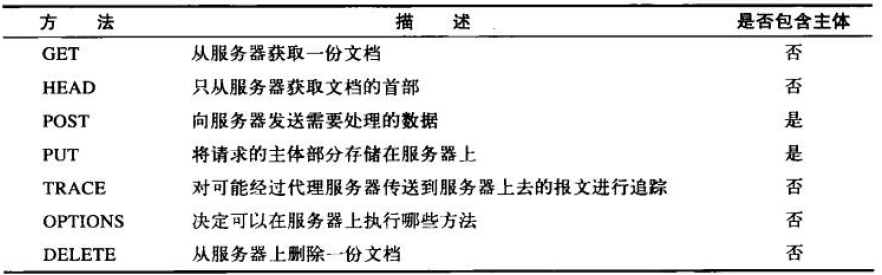 方 法 描 述 是否包含主体
GET 从服务器获取一份文档 否
HEAD 只从服务器获取文档的首部 否
POST 向服务器发送需要处理的数据 是
PUT 将请求的主体部分存储在服务器上 是
TRACE 对可能经过代理服务器传送到服务器上去的报文进行追踪 否
OPTIONS 决定可以在服务器上执行哪些方法 否
DELETE 从服务器上删除一份文档 否